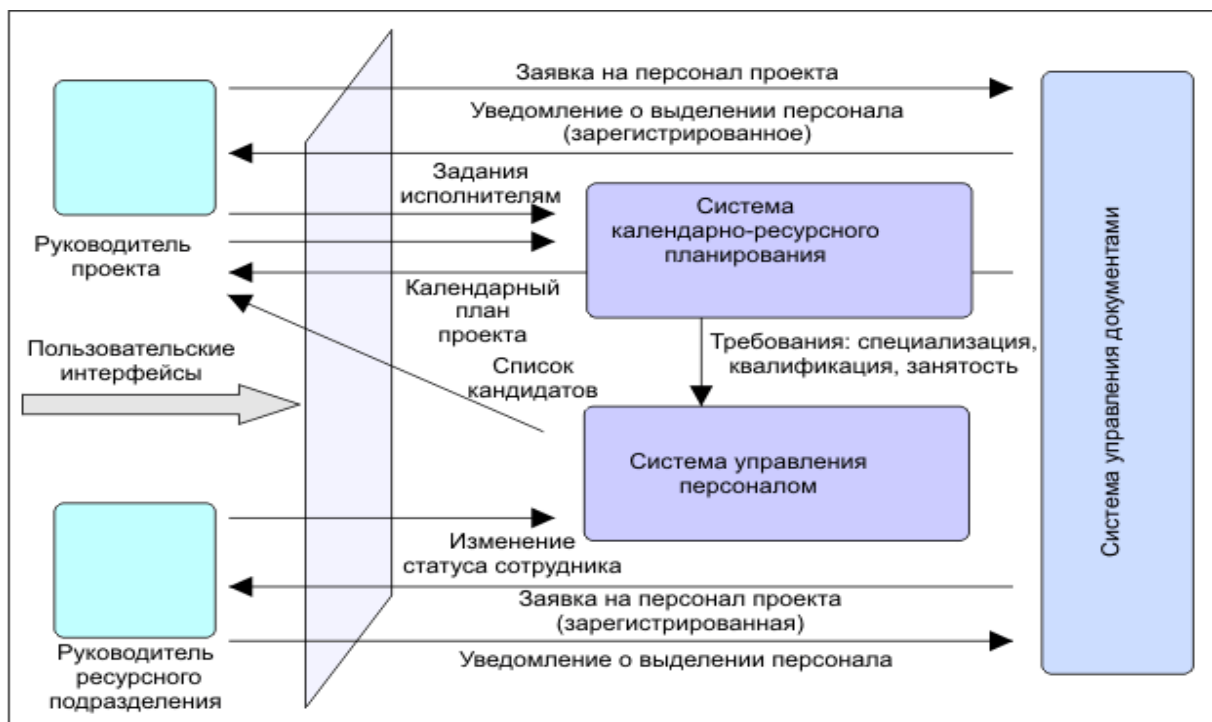 Заявка на персонал проекта
Уведомление о выделении персонала
(зарегистрированное)
Задания
исполнителям
Система
календарно-ресурсного
планирования
Руководитель
проекта
Календарный
план
проекта
Требования: специализация,
квалификация, занятость
Пользовательские
интерфейсы
Список
кандидатов
Система управления
персоналом
Система управления документами
Изменение
статуса сотрудника
Заявка на персонал проекта
(зарегистрированная)
Руководитель
ресурсного
подразделения
Уведомление о выделении персонала